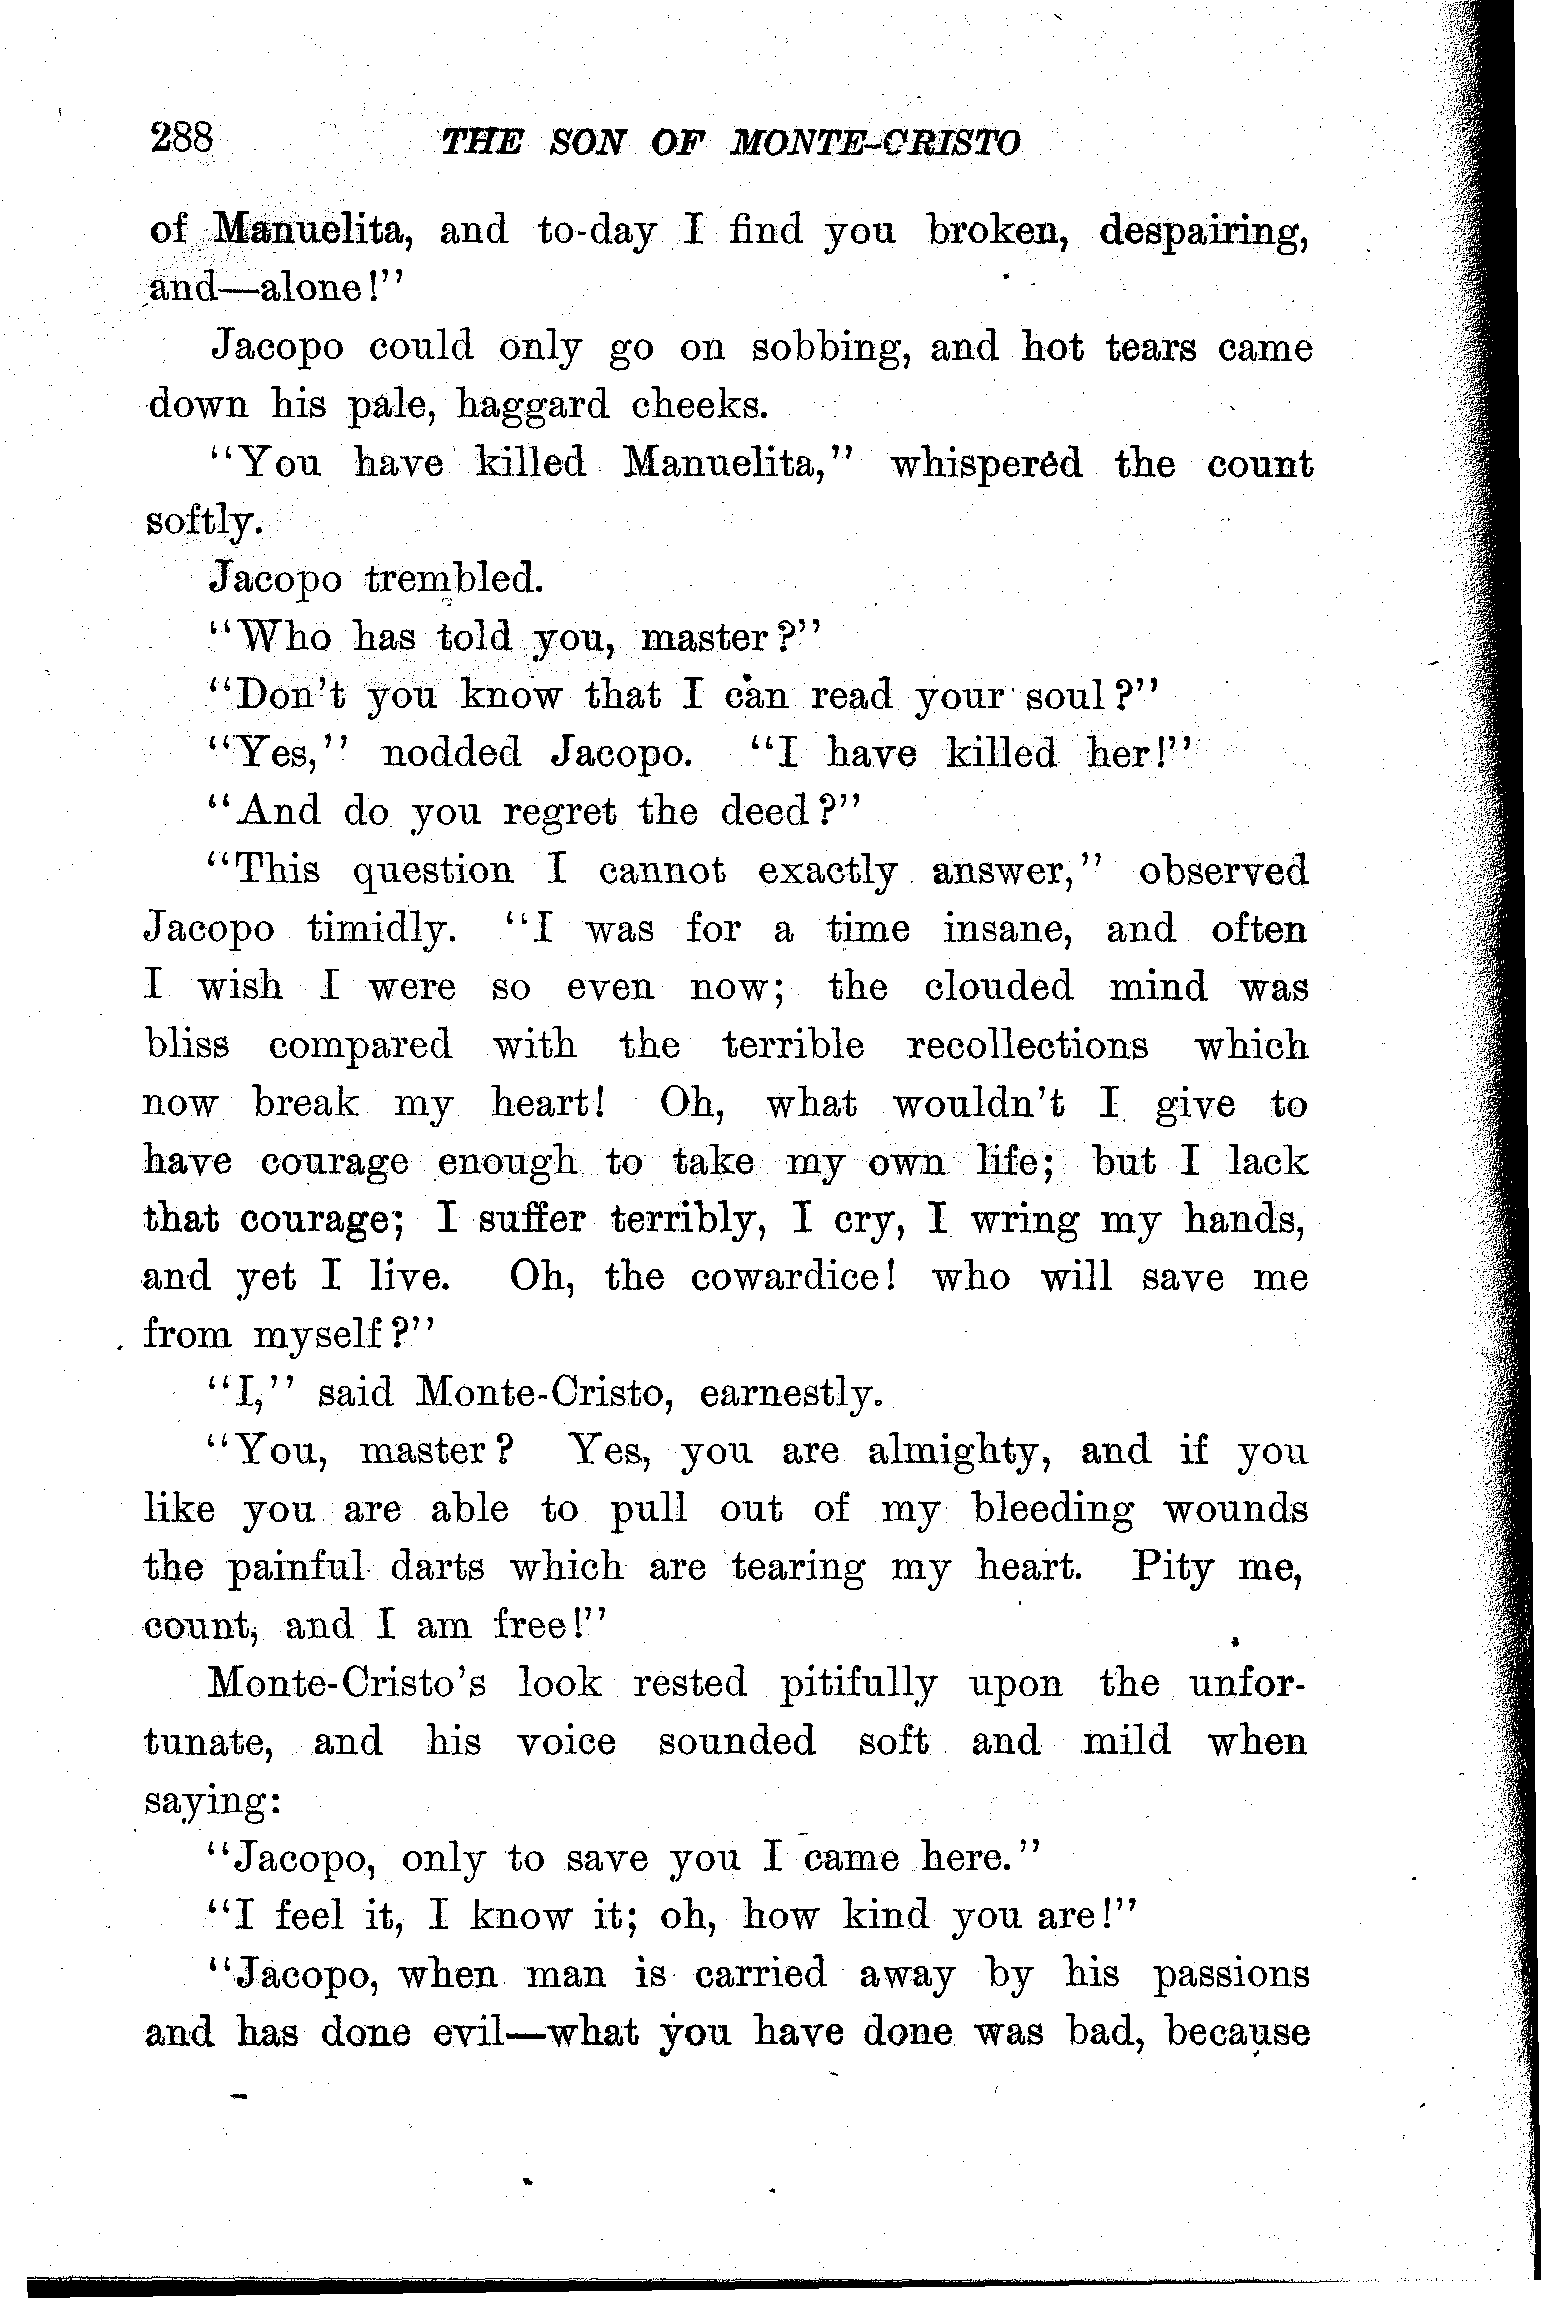 288 THE SON OF MONTE-CRISTO
of Manuelita, and to-day I find you broken, despairing,
and—alone!"
Jacopo could only go on sobbing, and hot tears came
down his pale, haggard cheeks.
"You have killed Manuelita," whispered the count
softly.
Jacopo trembled.
"Who has told you, master?"
"Don't you know that I can read your soul?"
"Yes," nodded Jacopo. "I have killed her!"
"And do you regret the deed?"
"This question I cannot exactly answer," observed
Jacopo timidly. "I was for a time insane, and often
I wish I were so even now; the clouded mind was
bliss compared with the terrible recollections which
now break my heart! Oh, what wouldn't I give to
have courage enough to take my own life; but I lack
that courage; I suffer terribly, I cry, I wring my hands,
and yet I live. Oh, the cowardice! who will save me
from myself?"
"I," said Monte-Cristo, earnestly.
"You, master? Yes, you are almighty, and if you
like you are able to pull out of my bleeding wounds
the painful darts which are tearing my heart. Pity me,
count, and I am free!"
Monte-Cristo's look rested pitifully upon the unfor-
tunate, and his voice sounded soft and mild when
saying:
"Jacopo, only to save you I came here."
"I feel it, I know it; oh, how kind you are!"
"Jacopo, when man is carried away by his passions
and has done evil—what you have done was bad, because